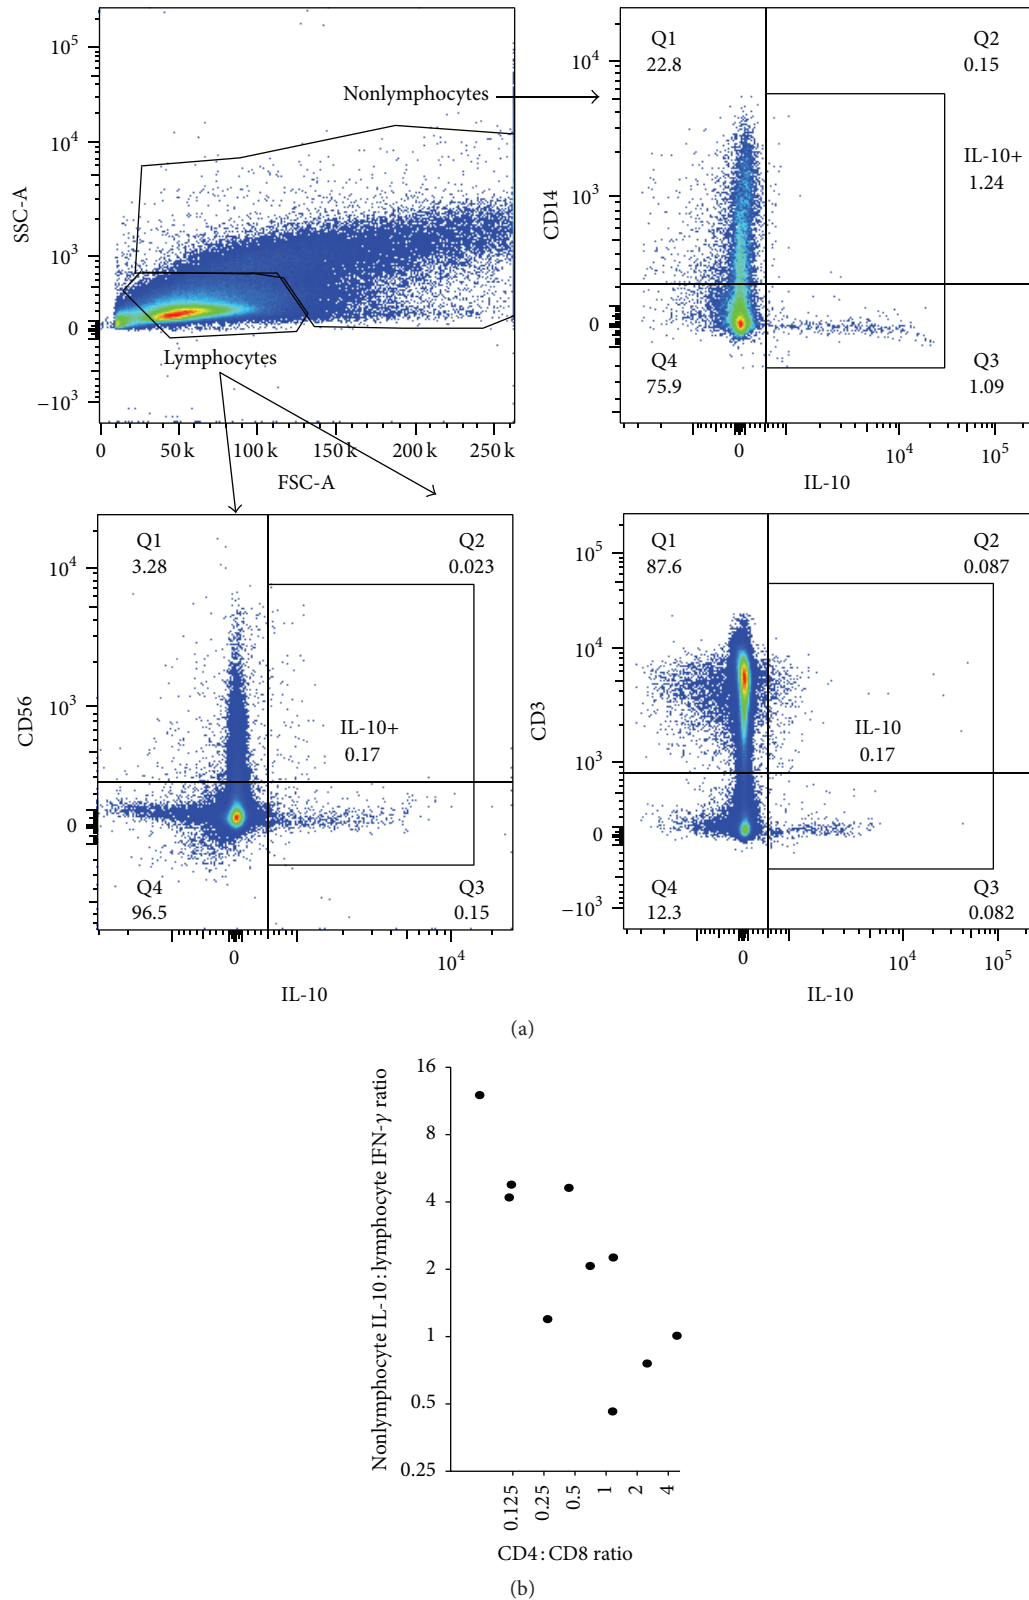 SSC-A
10^5
10^4
10^3
0
−10^3
Nonlymphocytes
Lymphocytes
0
50 k
100 k
150 k
200 k
250 k
FSC-A
CD14
10^4
10^3
0
Q1
22.8
Q2
0.15
IL-10+
1.24
Q4
75.9
Q3
1.09
0
10^4
10^5
IL-10
CD56
10^4
10^3
0
Q1
3.28
Q2
0.023
IL-10+
0.17
Q4
96.5
Q3
0.15
0
10^4
IL-10
CD3
10^5
10^4
10^3
0
−10^3
Q1
87.6
Q2
0.087
IL-10
0.17
Q4
12.3
Q3
0.082
0
10^4
10^5
IL-10
(a)
Nonlymphocyte IL-10 : lymphocyte IFN-γ ratio
16
8
4
2
1
0.5
0.25
0.125
0.25
0.5
1
2
4
CD4 : CD8 ratio
(b)